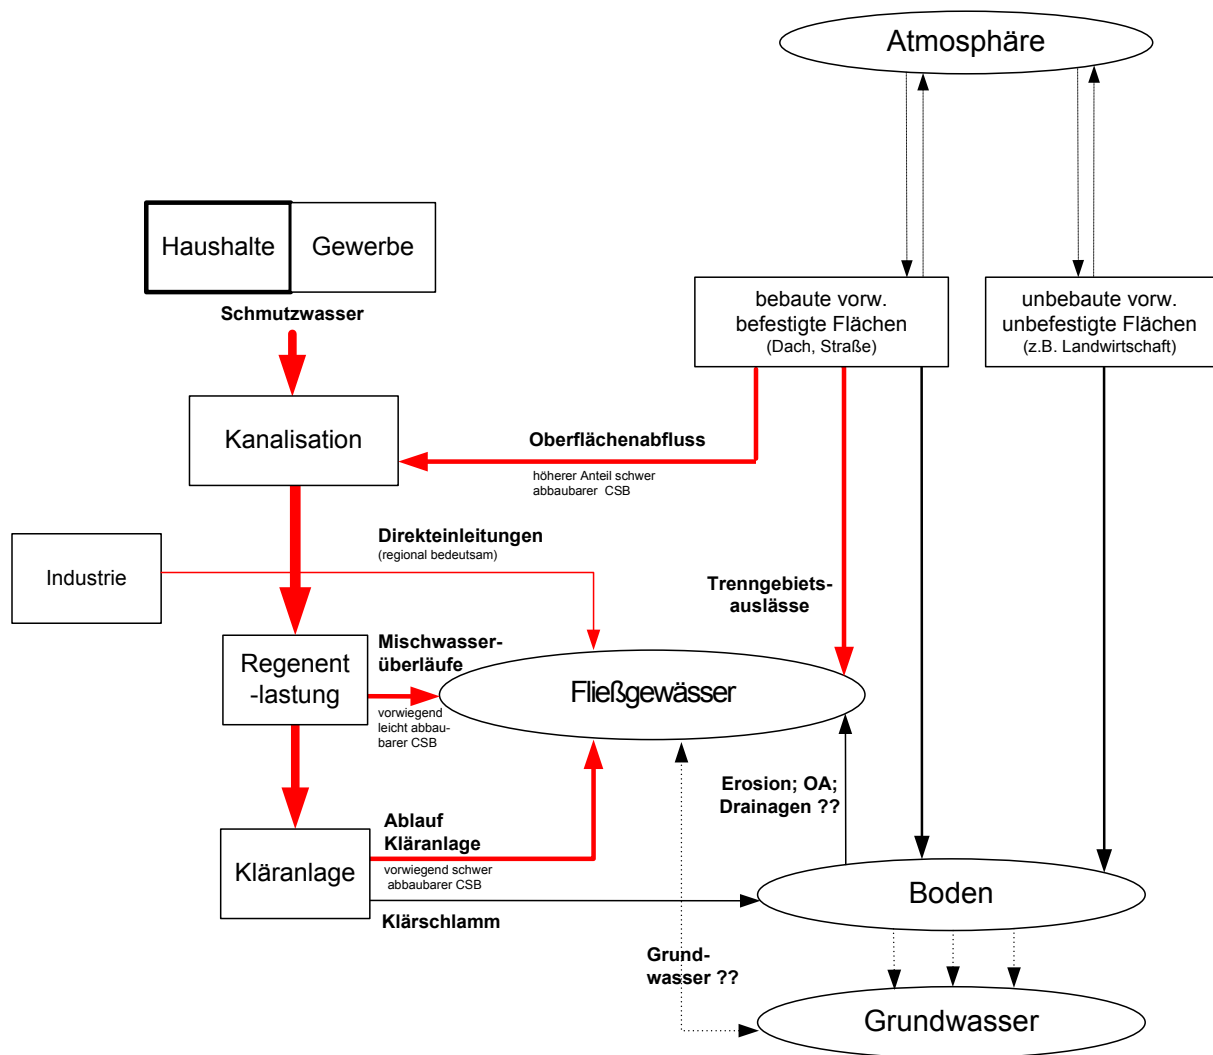 Atmosphäre
Haushalte
Gewerbe
Schmutzwasser
bebaute vorw.
befestigte Flächen
(Dach, Straße)
unbebaute vorw.
unbefestigte Flächen
(z.B. Landwirtschaft)
Kanalisation
Oberflächenabfluss
höherer Anteil schwer
abbaubarer CSB
Direkteinleitungen
(regional bedeutsam)
Industrie
Trenngebiets-
auslässe
Regenent
-lastung
Mischwasser-
überläufe
vorwiegend
leicht abbau-
barer CSB
Fließgewässer
Erosion; OA;
Drainagen ??
Ablauf
Kläranlage
vorwiegend schwer
abbaubarer CSB
Kläranlage
Klärschlamm
Boden
Grund-
wasser ??
Grundwasser